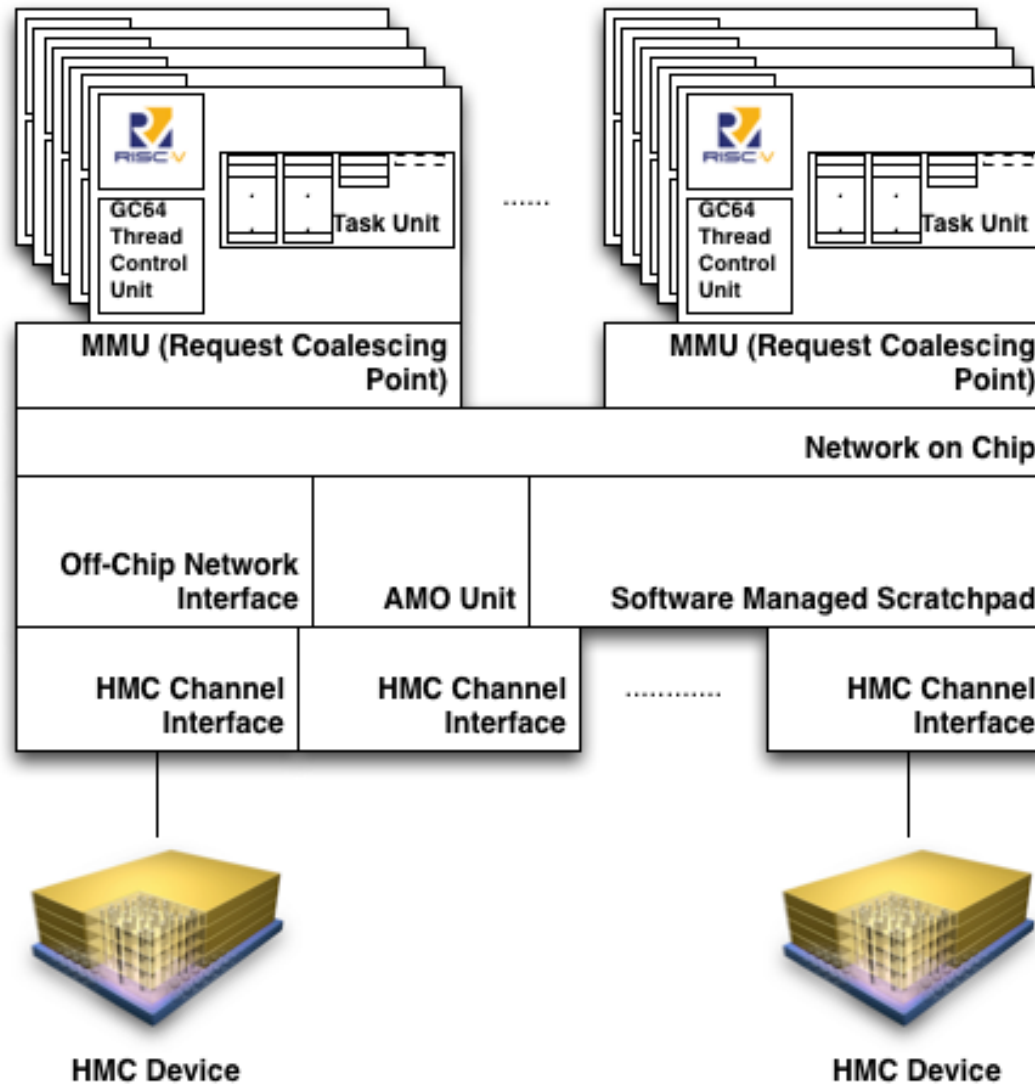 RISC V
GC64
Thread
Control
Unit
Task Unit
......
RISC V
GC64
Thread
Control
Unit
Task Unit
MMU (Request Coalescing
Point)
MMU (Request Coalescing
Point)
Network on Chip
Off-Chip Network
Interface
AMO Unit
Software Managed Scratchpad
HMC Channel
Interface
HMC Channel
Interface
............
HMC Channel
Interface
HMC Device
HMC Device